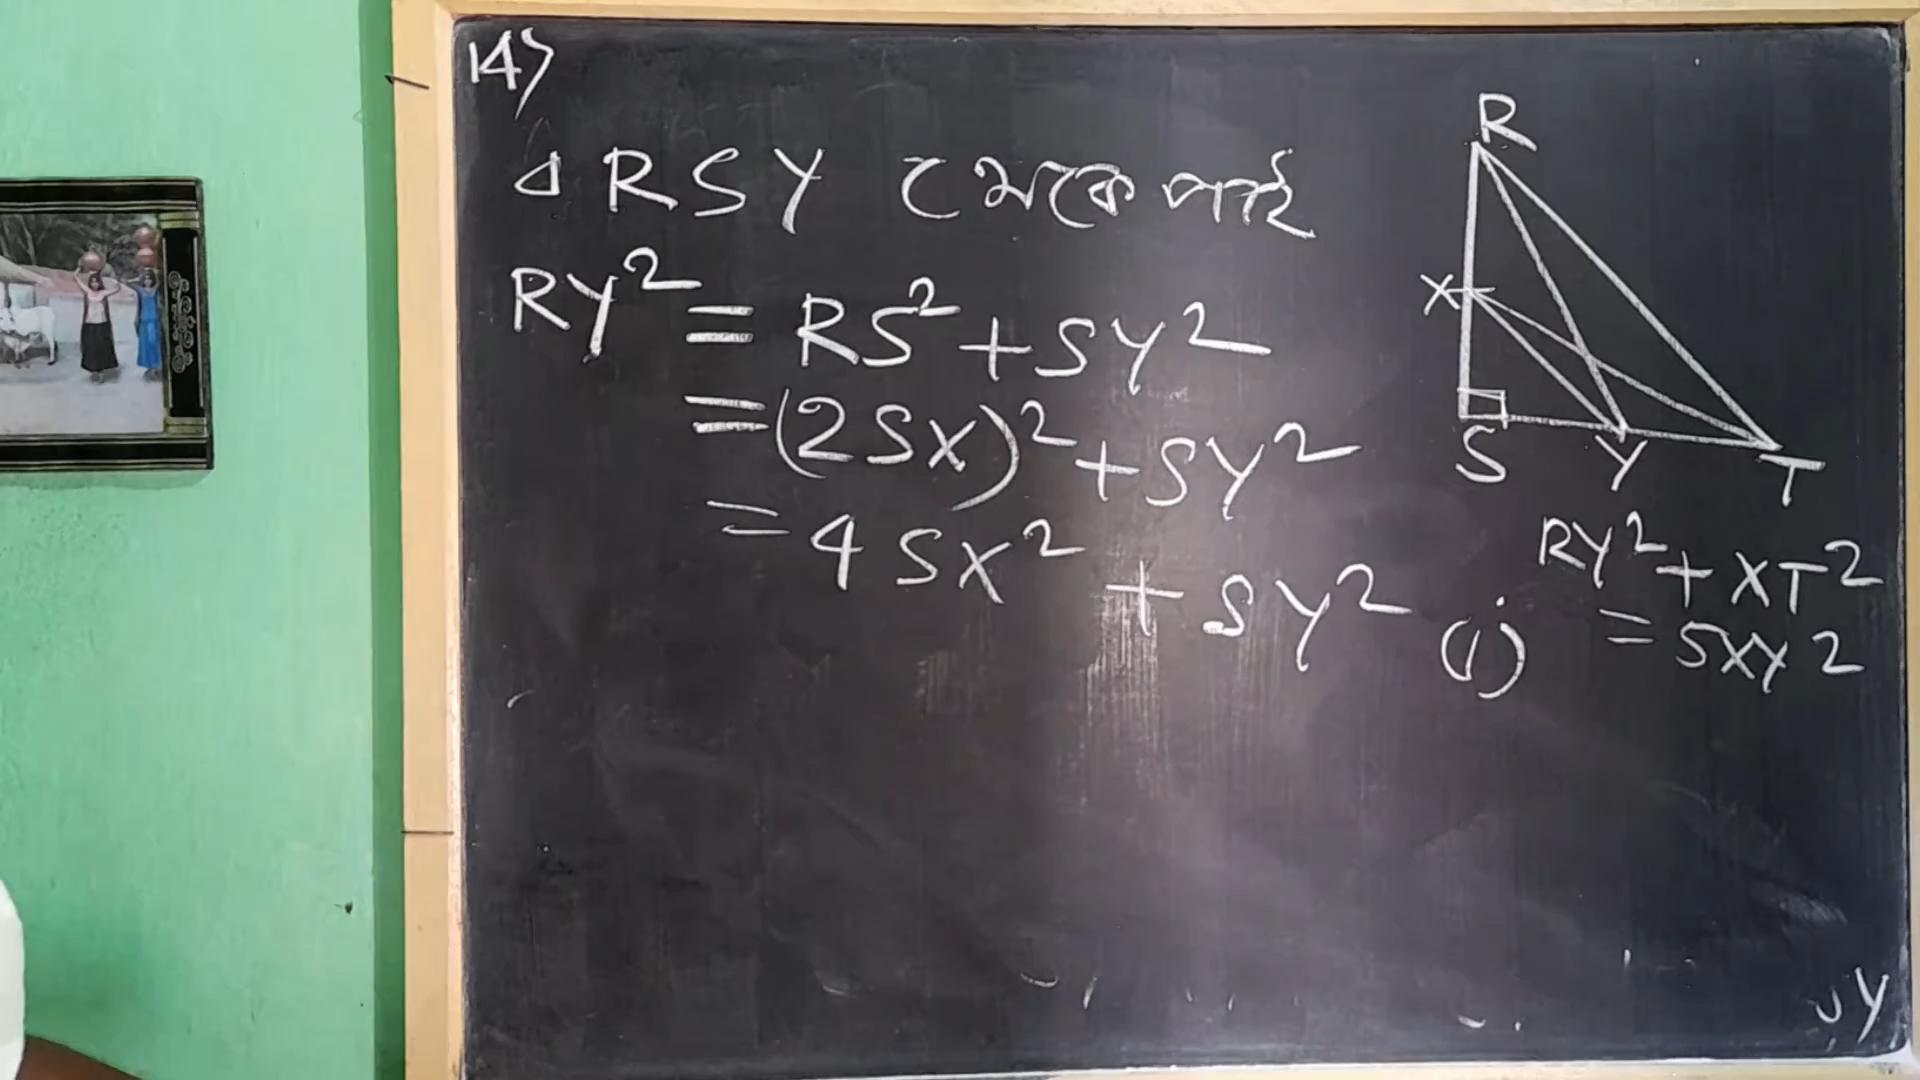 14)
Δ RSY থেকে পাই
RY² = RS² + SY²
= (2SX)² + SY²
= 4SX² + SY² (i)
R
X
S Y T
RY² + XT²
= 5XY²
Y